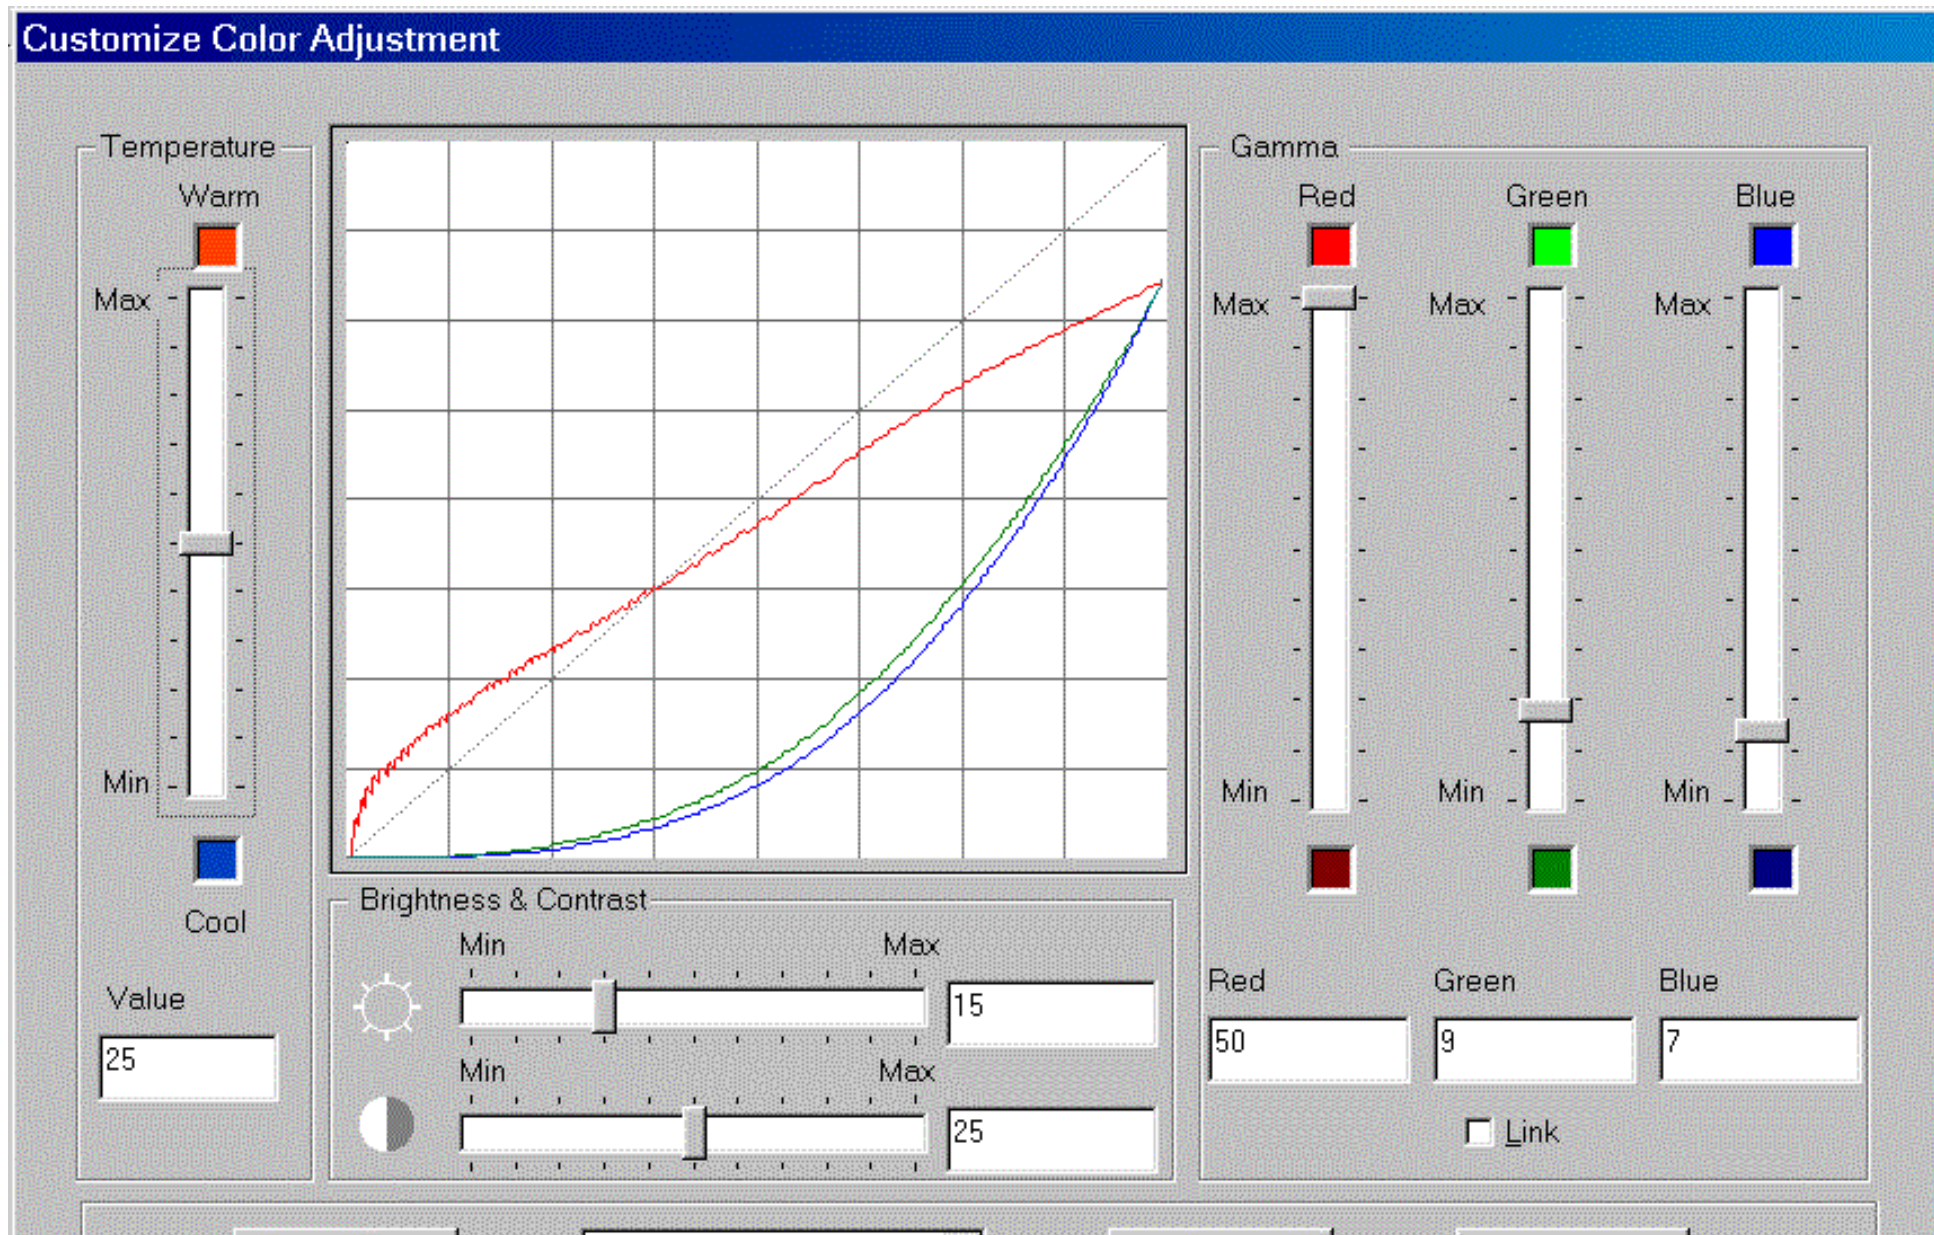 Customize Color Adjustment
Temperature
Warm
Max
Min
Cool
Value
25
Brightness & Contrast
Min Max
15
Min Max
25
Gamma
Red Green Blue
Max Max Max
Min Min Min
Red Green Blue
50 9 7
Link